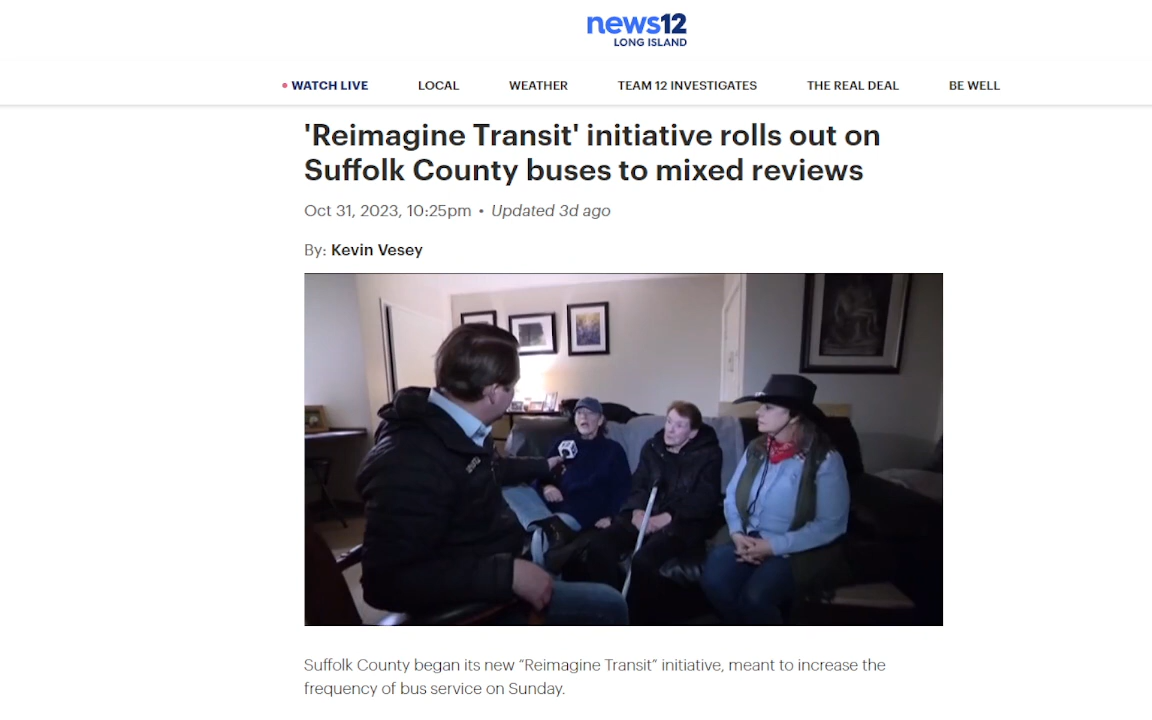 news12
LONG ISLAND
WATCH LIVE
LOCAL
WEATHER
TEAM 12 INVESTIGATES
THE REAL DEAL
BE WELL
'Reimagine Transit' initiative rolls out on
Suffolk County buses to mixed reviews
Oct 31, 2023, 10:25pm • Updated 3d ago
By: Kevin Vesey
Suffolk County began its new “Reimagine Transit” initiative, meant to increase the
frequency of bus service on Sunday.